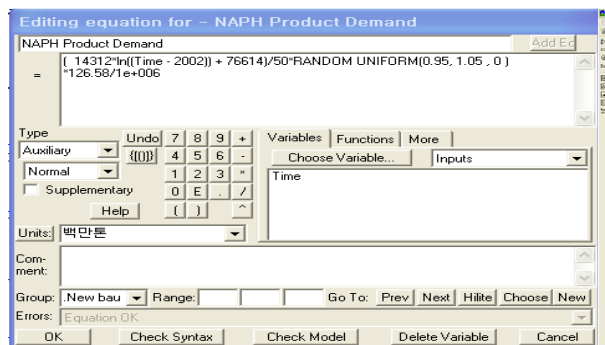 Editing equation for - NAPH Product Demand
NAPH Product Demand Add Eq
= ( 14312*ln((Time - 2002)) + 76614)/50*RANDOM UNIFORM(0.95, 1.05 , 0 )
*126.58/1e+006
Type Undo 7 8 9 + Variables Functions More
Auxiliary {[()]} 4 5 6 - Choose Variable... Inputs
Normal 1 2 3 * Time
Supplementary 0 E . /
Help ( ) ^
Units: 백만톤
Com-
ment:
Group: .New bau Range: Go To: Prev Next Hilite Choose New
Errors: Equation OK
OK Check Syntax Check Model Delete Variable Cancel